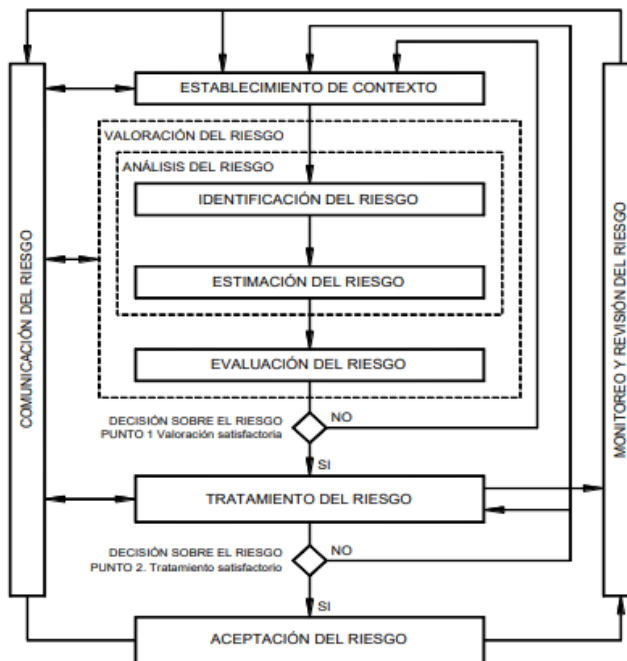 ESTABLECIMIENTO DE CONTEXTO
VALORACIÓN DEL RIESGO
ANÁLISIS DEL RIESGO
IDENTIFICACIÓN DEL RIESGO
ESTIMACIÓN DEL RIESGO
EVALUACIÓN DEL RIESGO
DECISIÓN SOBRE EL RIESGO
PUNTO 1 Valoración satisfactoria
NO
SI
TRATAMIENTO DEL RIESGO
DECISIÓN SOBRE EL RIESGO
PUNTO 2. Tratamiento satisfactorio
NO
SI
ACEPTACIÓN DEL RIESGO
COMUNICACIÓN DEL RIESGO
MONITOREO Y REVISIÓN DEL RIESGO